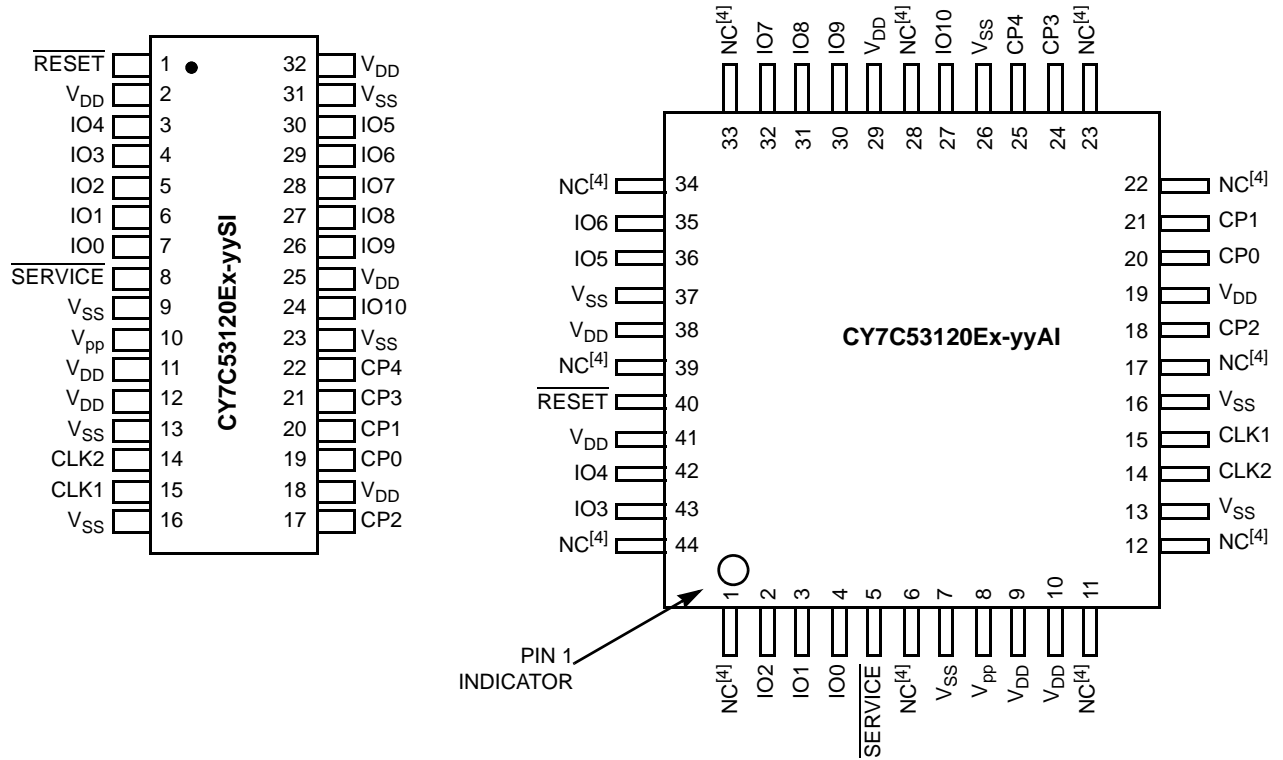 RESET 1 32 VDD
VDD 2 31 VSS
IO4 3 30 IO5
IO3 4 29 IO6
IO2 5 28 IO7
IO1 6 27 IO8
IO0 7 26 IO9
SERVICE 8 25 VDD
VSS 9 24 IO10
Vpp 10 23 VSS
VDD 11 22 CP4
VDD 12 21 CP3
VSS 13 20 CP1
CLK2 14 19 CP0
CLK1 15 18 VDD
VSS 16 17 CP2
CY7C53120Ex-yySI
NC[4] IO7 IO8 IO9 VDD NC[4] IO10 VSS CP4 CP3 NC[4]
33 32 31 30 29 28 27 26 25 24 23
NC[4] 34 22 NC[4]
IO6 35 21 CP1
IO5 36 20 CP0
VSS 37 19 VDD
VDD 38 18 CP2
CY7C53120Ex-yyAI
NC[4] 39 17 NC[4]
RESET 40 16 VSS
VDD 41 15 CLK1
IO4 42 14 CLK2
IO3 43 13 VSS
NC[4] 44 12 NC[4]
1 2 3 4 5 6 7 8 9 10 11
NC[4] IO2 IO1 IO0 SERVICE NC[4] VSS Vpp VDD VDD NC[4]
PIN 1
INDICATOR